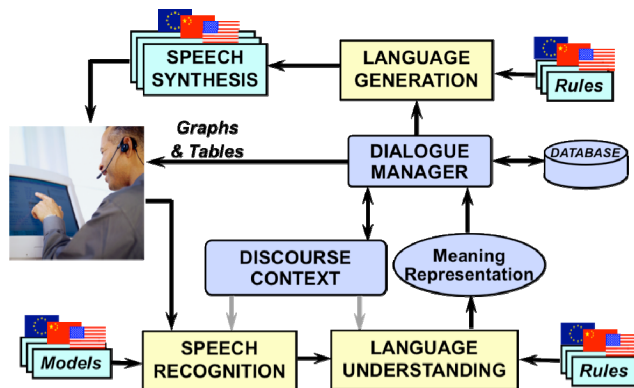 SPEECH
SYNTHESIS
LANGUAGE
GENERATION
Rules
Graphs
& Tables
DIALOGUE
MANAGER
DATABASE
DISCOURSE
CONTEXT
Meaning
Representation
Models
SPEECH
RECOGNITION
LANGUAGE
UNDERSTANDING
Rules